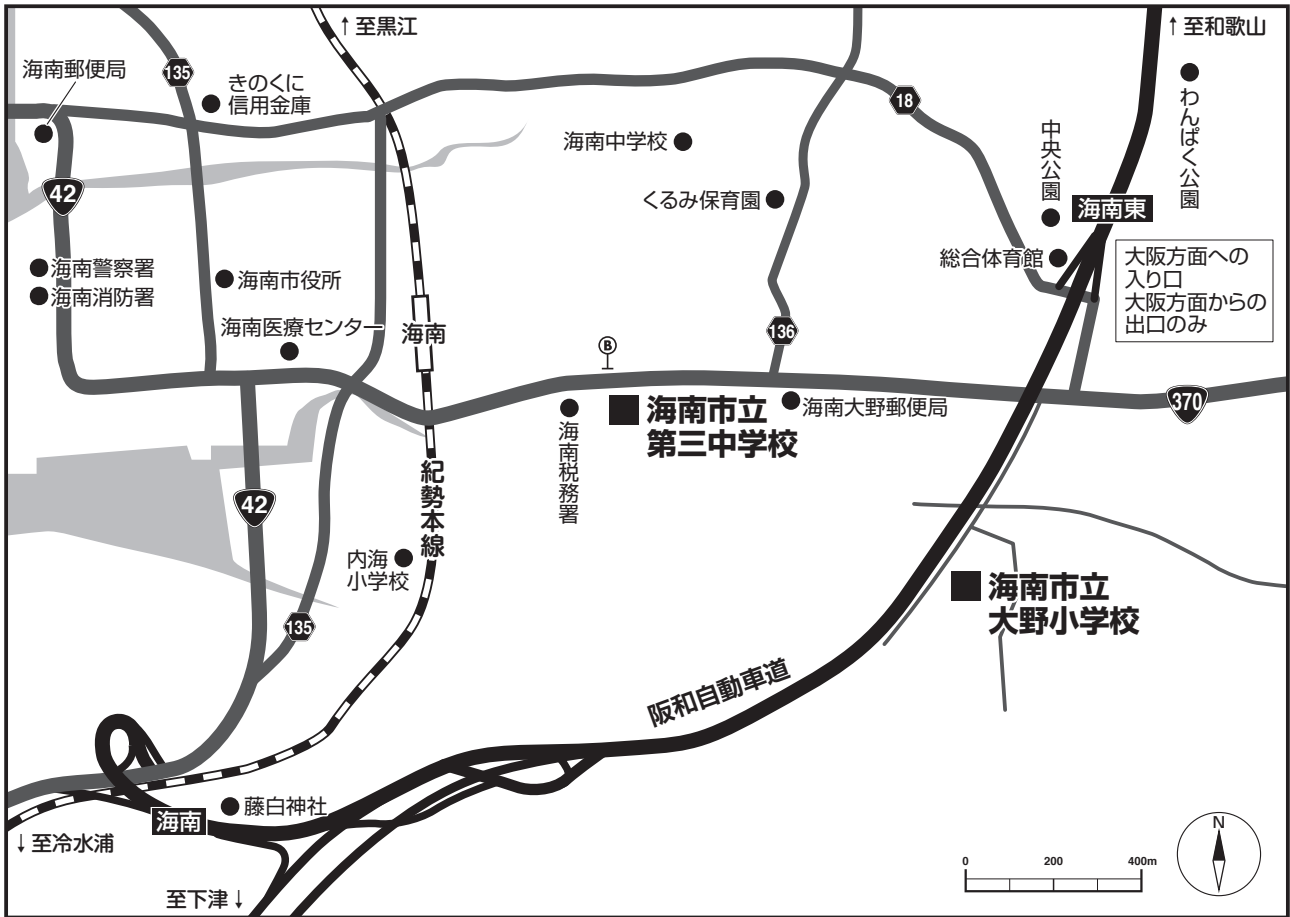 ↑至黒江
↑至和歌山
海南郵便局
135
きのくに
信用金庫
18
わんぱく公園
海南中学校
中央公園
42
くるみ保育園
海南東
総合体育館
大阪方面への
入り口
大阪方面からの
出口のみ
海南警察署
海南消防署
海南市役所
海南医療センター
海南
136
B
海南市立
第三中学校
海南大野郵便局
370
海南税務署
紀勢本線
42
内海
小学校
海南市立
大野小学校
135
阪和自動車道
藤白神社
海南
↓至冷水浦
至下津↓
0 200 400m
N